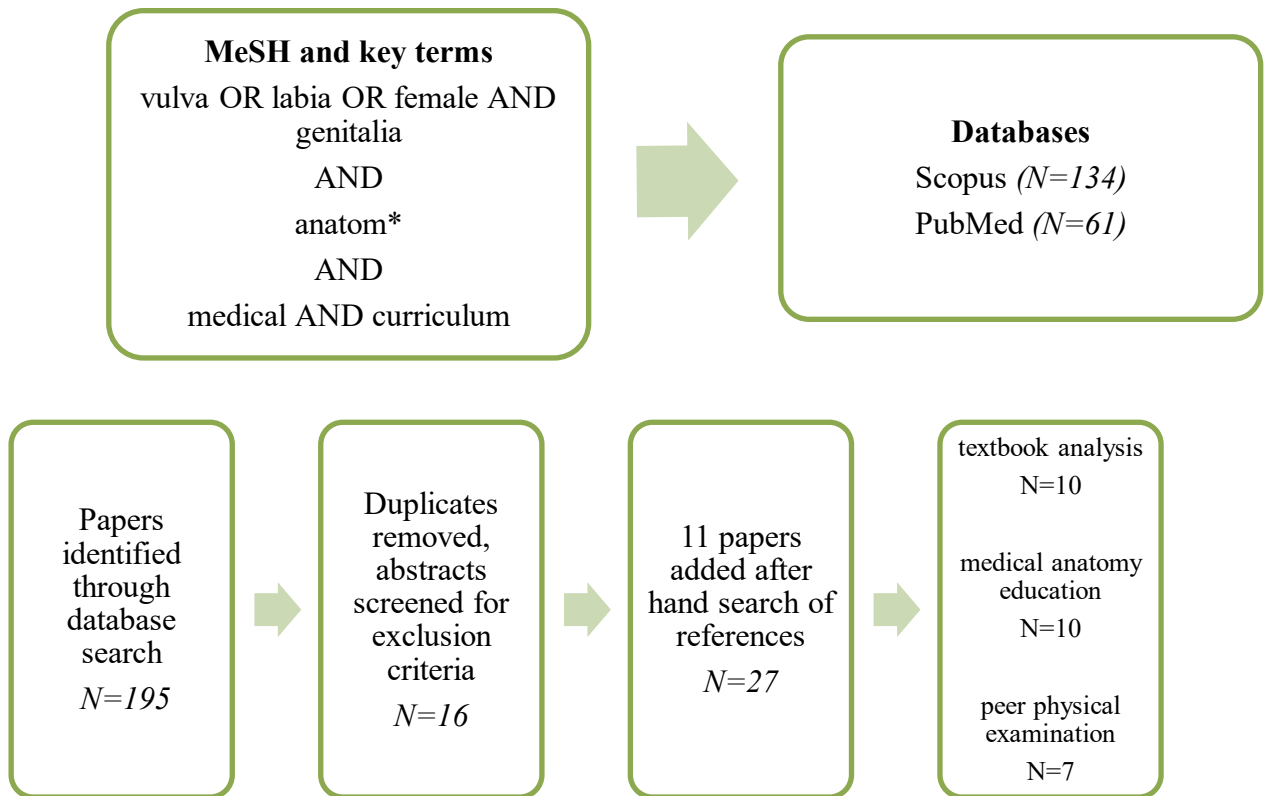 MeSH and key terms
vulva OR labia OR female AND
genitalia
AND
anatom*
AND
medical AND curriculum
Databases
Scopus (N=134)
PubMed (N=61)
Papers
identified
through
database
search
N=195
Duplicates
removed,
abstracts
screened for
exclusion
criteria
N=16
11 papers
added after
hand search of
references
N=27
textbook analysis
N=10
medical anatomy
education
N=10
peer physical
examination
N=7